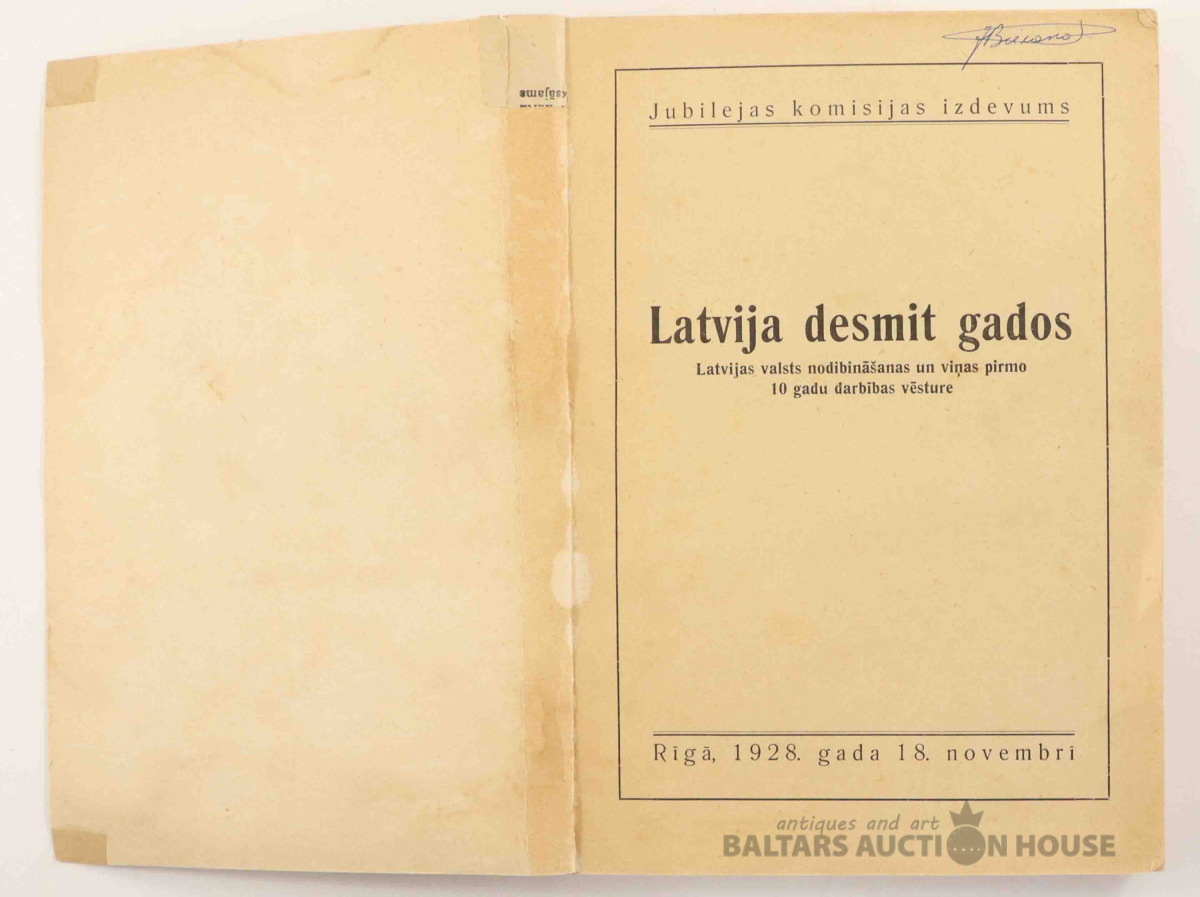 Jubilejas komisijas izdevums
Latvija desmit gados
Latvijas valsts nodibināšanas un viņas pirmo
10 gadu darbības vēsture
Rīgā, 1928. gada 18. novembrī
antiques and art
BALTARS AUCTION HOUSE